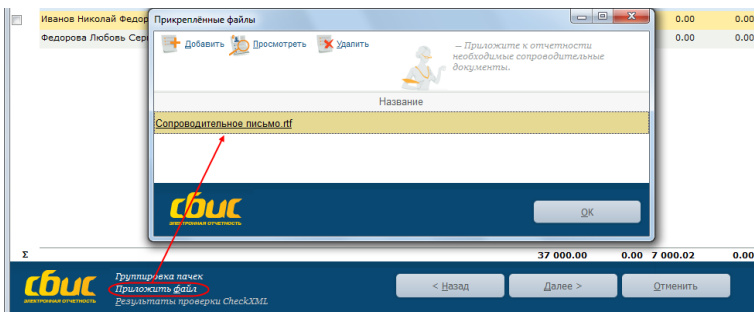 Иванов Николай Федор
Прикреплённые файлы
0.00 0.00
Федорова Любовь Сер
0.00 0.00
Добавить Просмотреть Удалить
– Приложите к отчетности
необходимые сопроводительные
документы.
Название
Сопроводительное письмо.rtf
сбис
ЭЛЕКТРОННАЯ ОТЧЕТНОСТЬ
ОК
Σ 37 000.00 0.00 7 000.02 0.00
сбис
ЭЛЕКТРОННАЯ ОТЧЕТНОСТЬ
Группировка пачек
Приложить файл
Результаты проверки CheckXML
< Назад Далее > Отменить